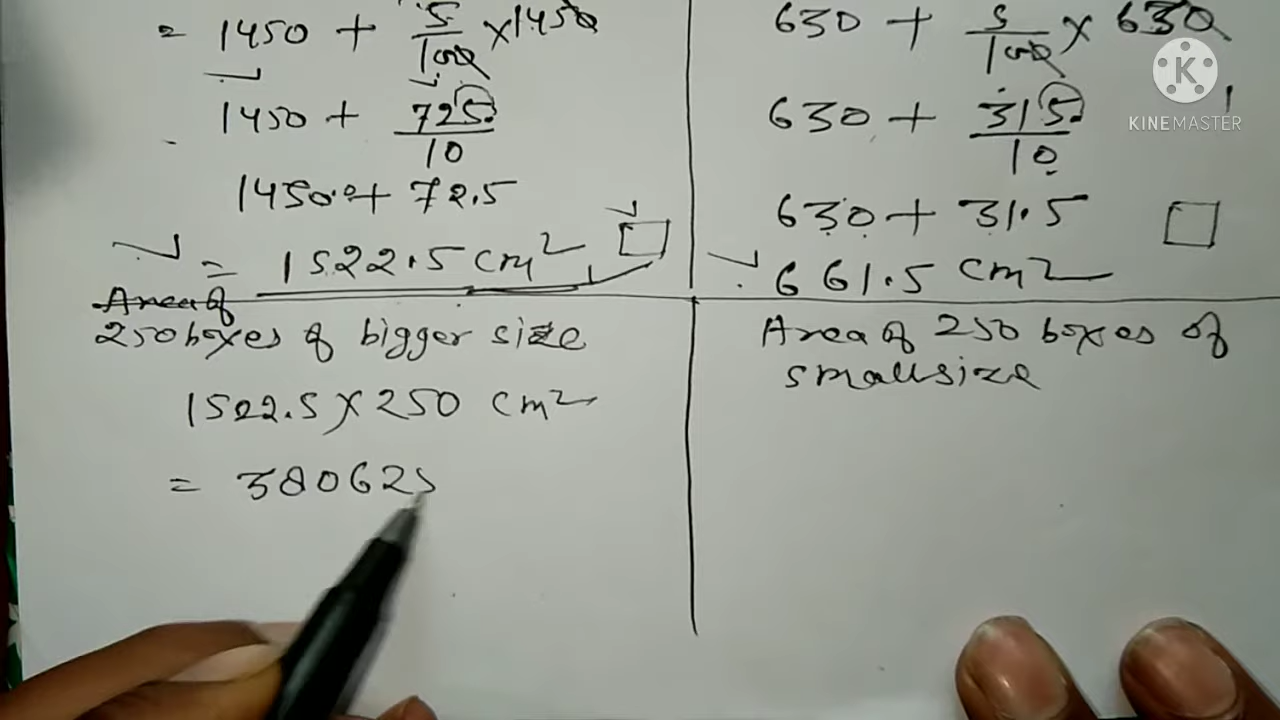 = 1450 + 5/100 × 1450
1450 + 725/10
1450 + 72.5
= 1522.5 cm²
Area of
250 boxes of bigger size
1522.5 × 250 cm²
= 380625
630 + 5/100 × 630
630 + 315/10
630 + 31.5
661.5 cm²
Area of 250 boxes of
small size
K
KINEMASTER